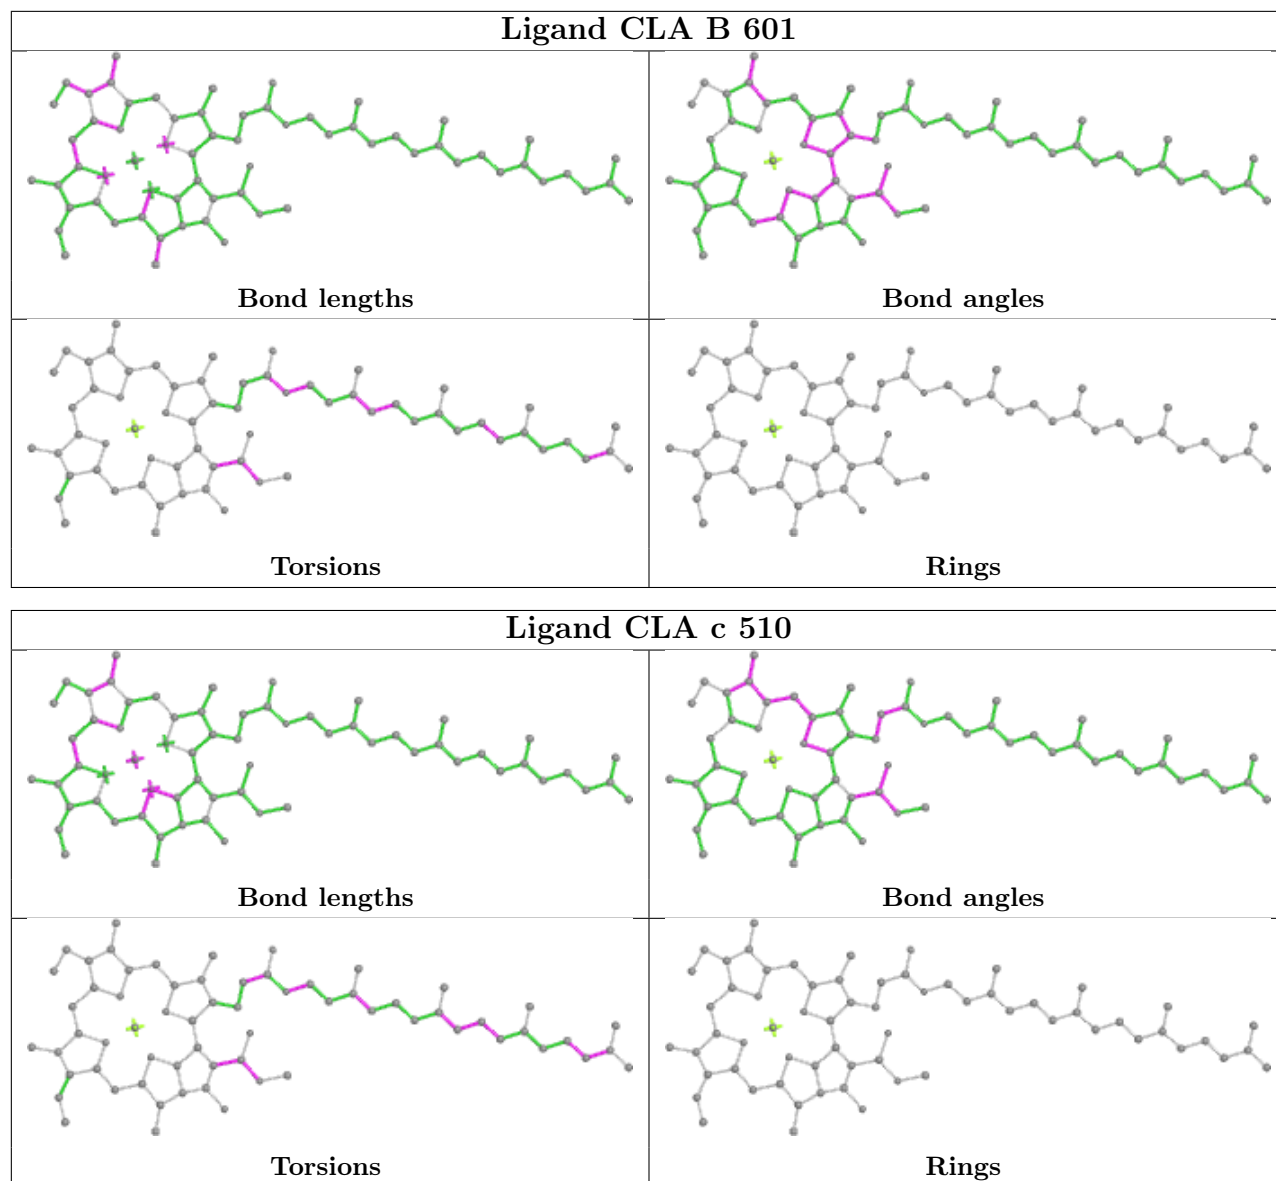 Ligand CLA B 601
Bond lengths
Bond angles
Torsions
Rings
Ligand CLA c 510
Bond lengths
Bond angles
Torsions
Rings